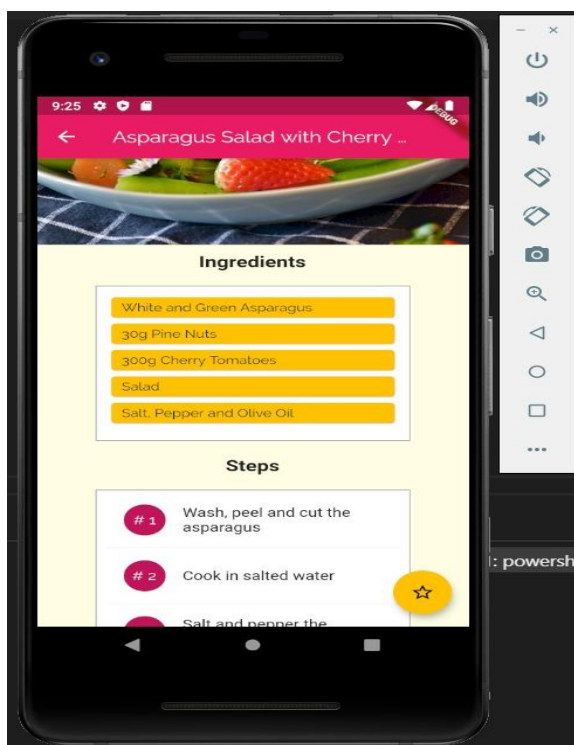 9:25
DEBUG
Asparagus Salad with Cherry ...
Ingredients
White and Green Asparagus
30g Pine Nuts
300g Cherry Tomatoes
Salad
Salt, Pepper and Olive Oil
Steps
# 1
Wash, peel and cut the
asparagus
# 2
Cook in salted water
Salt and pepper the
: powersh